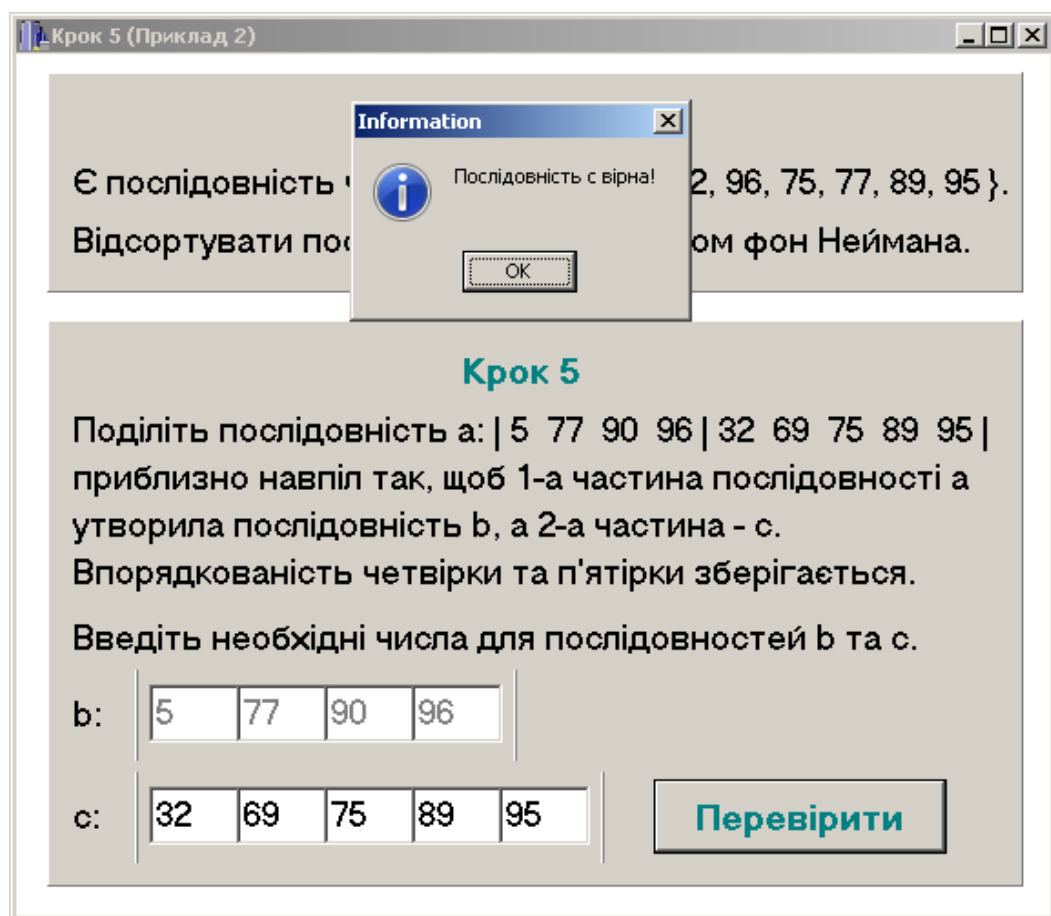 Крок 5 (Приклад 2)
Information
Послідовність с вірна!
OK
Є послідовність 2, 96, 75, 77, 89, 95 }.
Відсортувати пос ом фон Неймана.
Крок 5
Поділіть послідовність a: | 5 77 90 96 | 32 69 75 89 95 |
приблизно навпіл так, щоб 1-а частина послідовності а
утворила послідовність b, а 2-а частина - с.
Впорядкованість четвірки та п'ятірки зберігається.
Введіть необхідні числа для послідовностей b та с.
b: 5 77 90 96
c: 32 69 75 89 95
Перевірити